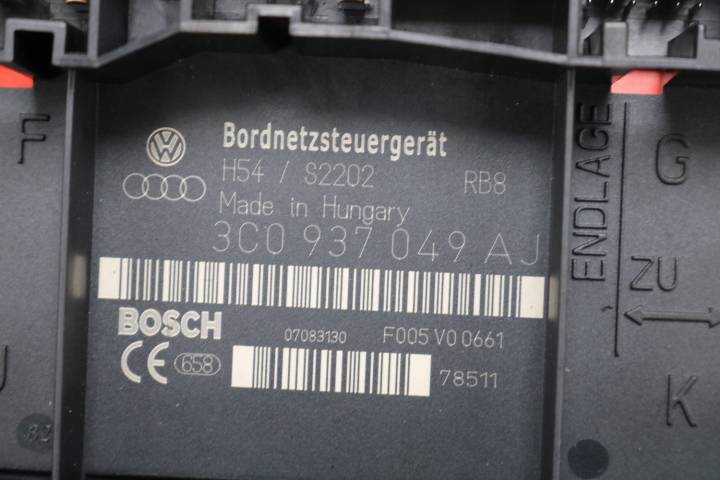 Bordnetzsteuergerät
H54 / S2202 RB8
Made in Hungary
3C0 937 049 AJ
BOSCH 07083130 F005 V0 0661
CE 658
78511
F
ENDLAGE
G
ZU
K